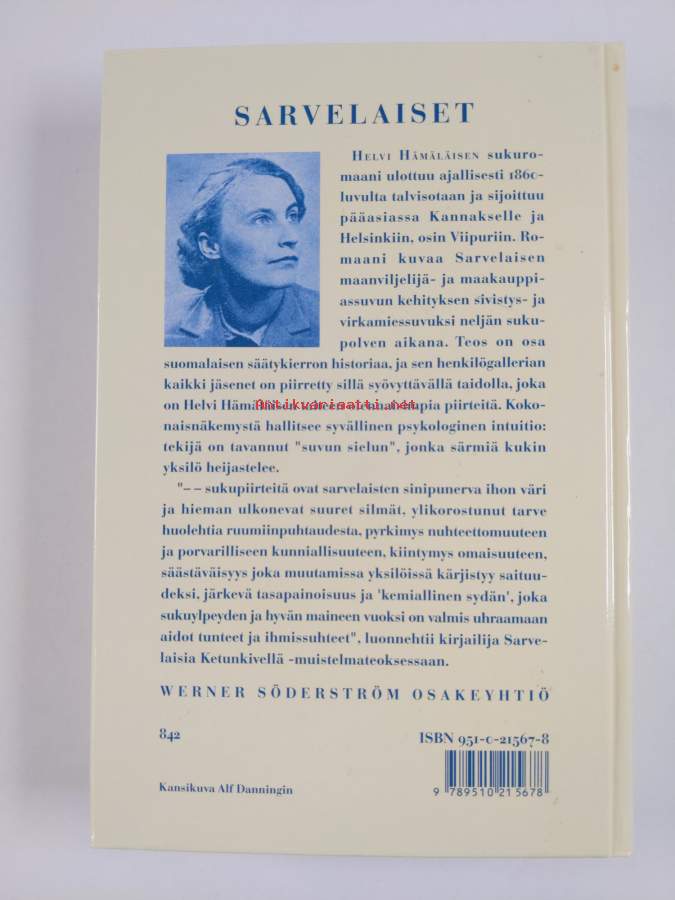 SARVELAISET
HELVI HÄMÄLÄISEN sukuro-
maani ulottuu ajallisesti 1860-
luvulta talvisotaan ja sijoittuu
pääasiassa Kannakselle ja
Helsinkiin, osin Viipuriin. Ro-
maani kuvaa Sarvelaisen
maanviljelijä- ja maakauppi-
assuvun kehityksen sivistys- ja
virkamiessuvuksi neljän suku-
polven aikana. Teos on osa
suomalaisen säätykierron historiaa, ja sen henkilögallerian
kaikki jäsenet on piirretty sillä syövyttävällä taidolla, joka
on Helvi Hämäläisen hienoimpia piirteitä. Koko-
Antikvariaatti.net
naisnäkemystä hallitsee syvällinen psykologinen intuitio:
tekijä on tavannut "suvun sielun", jonka särmiä kukin
yksilö heijastelee.
"– – sukupiirteitä ovat sarvelaisten sinipunerva ihon väri
ja hieman ulkonevat suuret silmät, ylikorostunut tarve
huolehtia ruumiinpuhtaudesta, pyrkimys nuhteettomuuteen
ja porvarilliseen kunniallisuuteen, kiintymys omaisuuteen,
säästäväisyys joka muutamissa yksilöissä kärjistyy saituu-
deksi, järkevä tasapainoisuus ja 'kemiallinen sydän', joka
sukuylpeyden ja hyvän maineen vuoksi on valmis uhraamaan
aidot tunteet ja ihmissuhteet", luonnehtii kirjailija Sarve-
laisia Ketunkivellä -muistelmateoksessaan.
WERNER SÖDERSTRÖM OSAKEYHTIÖ
842
ISBN 951-0-21567-8
9 789510 215678
Kansikuva Alf Danningin